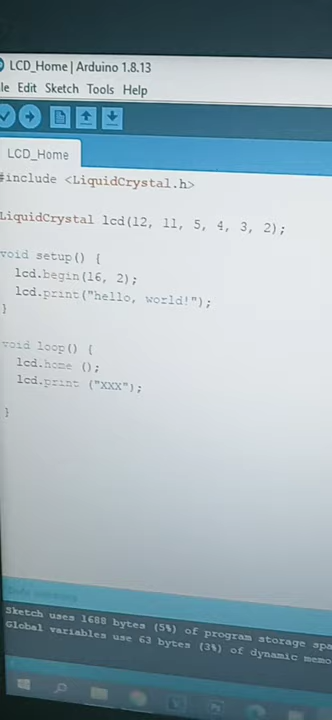 LCD_Home | Arduino 1.8.13
le Edit Sketch Tools Help
LCD_Home
#include <LiquidCrystal.h>
LiquidCrystal lcd(12, 11, 5, 4, 3, 2);
void setup() {
lcd.begin(16, 2);
lcd.print("hello, world!");
}
void loop() {
lcd.home ();
lcd.print ("XXX");
}
Sketch uses 1688 bytes (5%) of program storage spa
Global variables use 63 bytes (3%) of dynamic memo